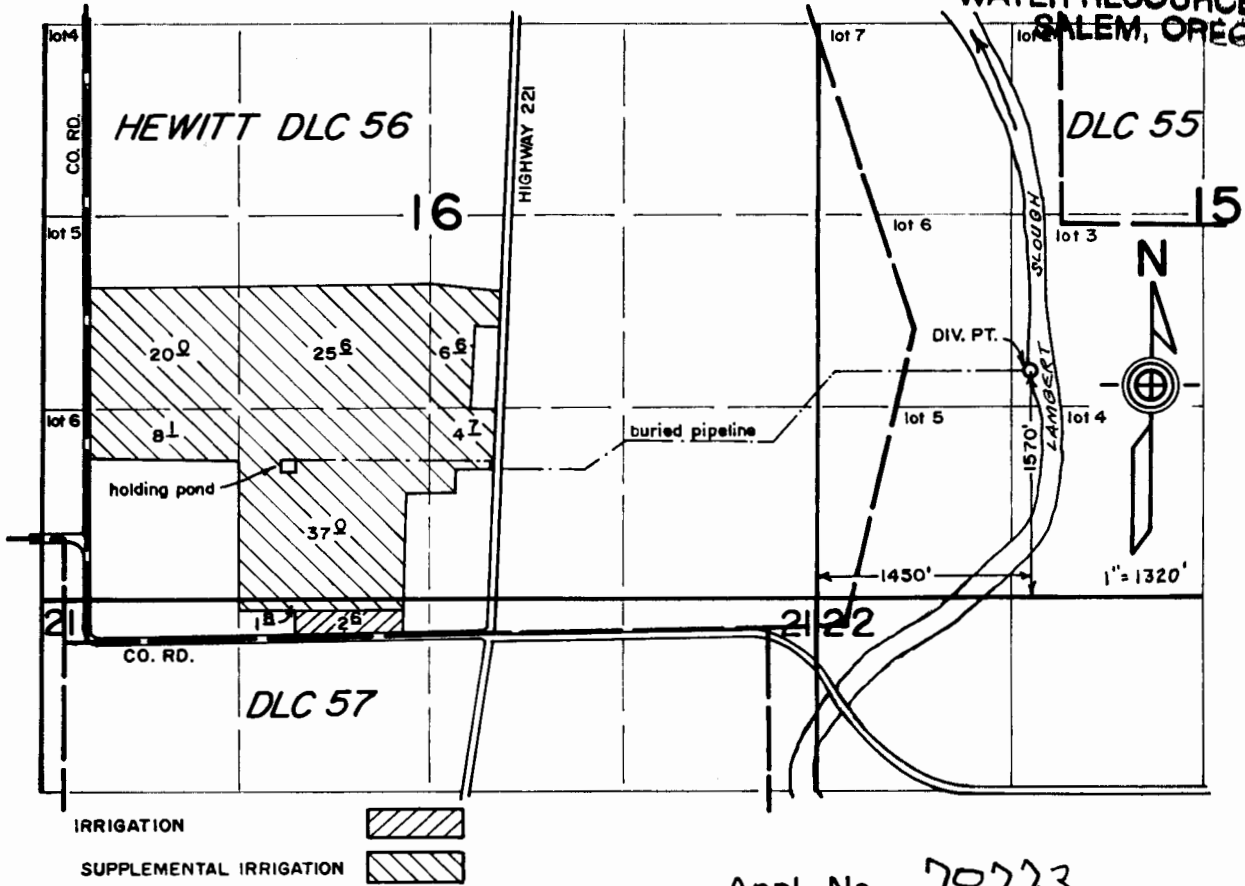 WATER RESOURCE
SALEM, OREG
lot 4
lot 7
HEWITT DLC 56
CO. RD.
HIGHWAY 221
DLC 55
16
15
lot 5
lot 6
lot 3
SLOUGH
N
20.0
25.6
6.6
DIV. PT.
lot 6
8.1
4.7
buried pipeline
lot 5
LAMBERT
lot 4
1570'
holding pond
37.0
1450'
1"=1320'
21
2.6
21
22
CO. RD.
DLC 57
IRRIGATION
SUPPLEMENTAL IRRIGATION
Appl. No. 70223